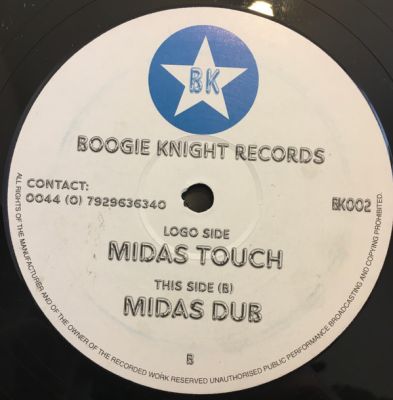 BK
BOOGIE KNIGHT RECORDS
CONTACT:
0044 (0) 7929636340
BK002
LOGO SIDE
MIDAS TOUCH
THIS SIDE (B)
MIDAS DUB
B
ALL RIGHTS OF THE MANUFACTURER AND OF THE OWNER OF THE RECORDED WORK RESERVED UNAUTHORISED PUBLIC PERFORMANCE BROADCASTING AND COPYING PROHIBITED.